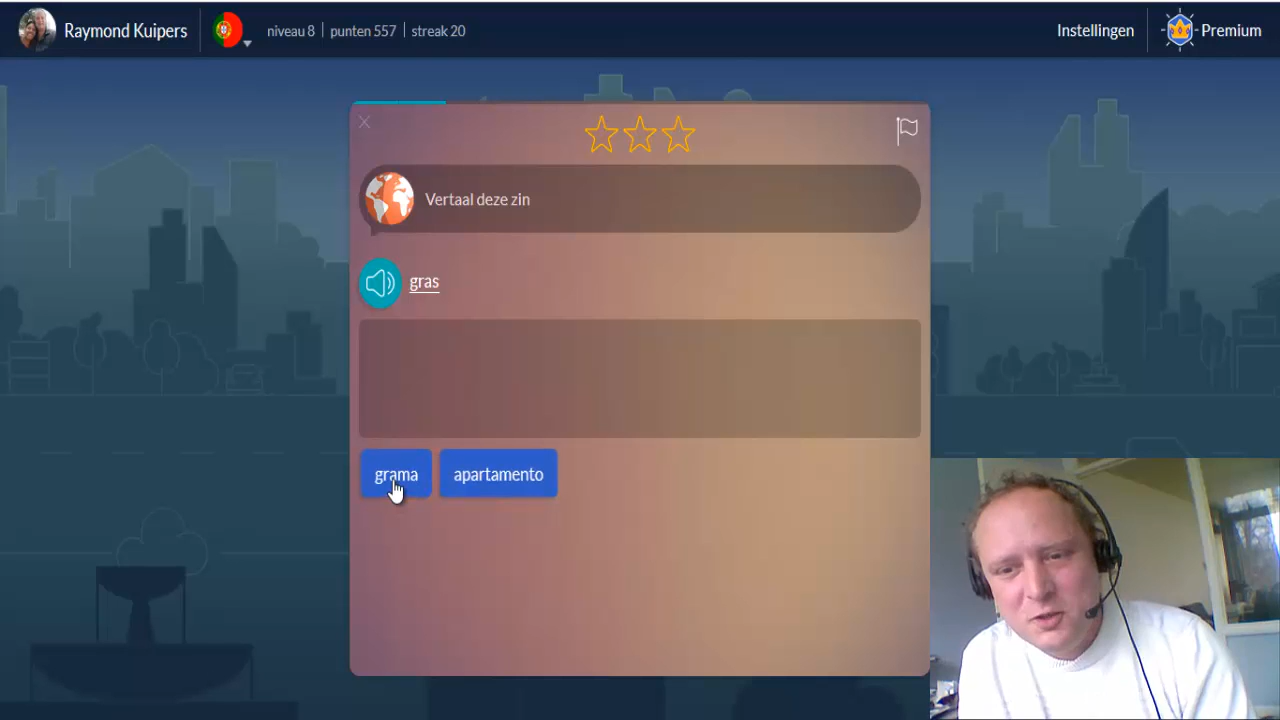 Raymond Kuipers
niveau 8 | punten 557 | streak 20
Instellingen
Premium
Vertaal deze zin
gras
grama
apartamento